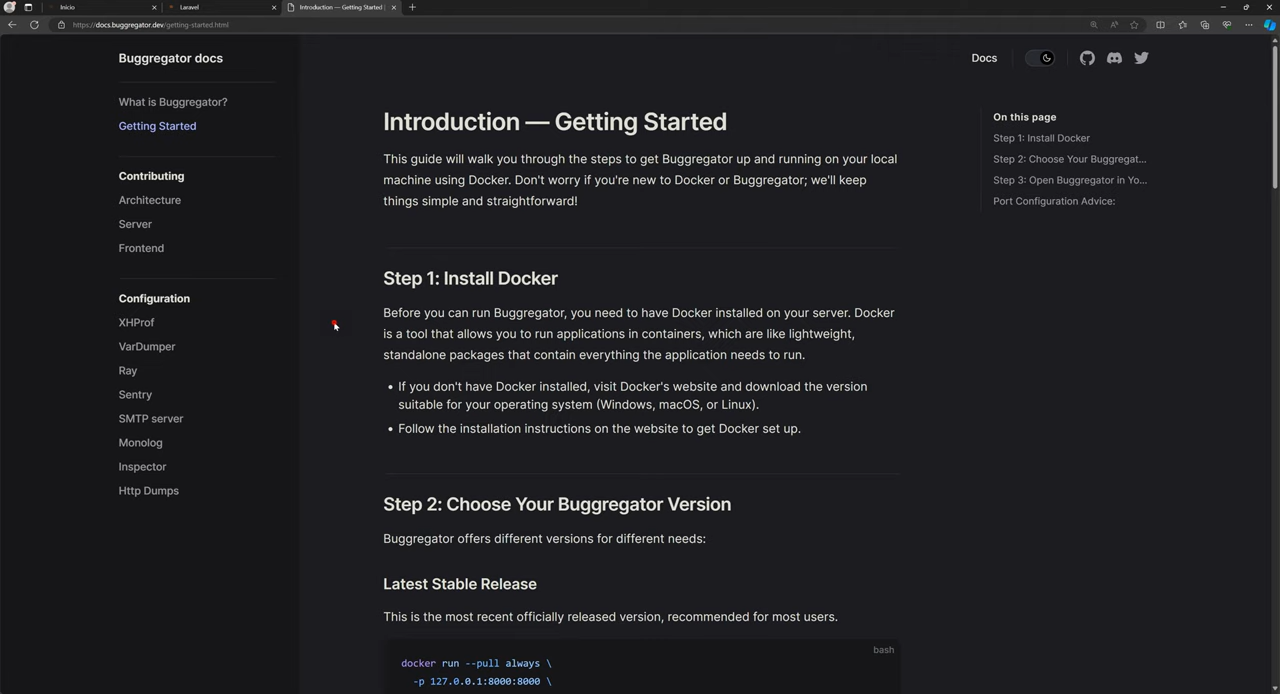 Inicio
Laravel
Introduction — Getting Started |
https://docs.buggregator.dev/getting-started.html
Buggregator docs
What is Buggregator?
Getting Started
Contributing
Architecture
Server
Frontend
Configuration
XHProf
VarDumper
Ray
Sentry
SMTP server
Monolog
Inspector
Http Dumps
Docs
Introduction — Getting Started
This guide will walk you through the steps to get Buggregator up and running on your local
machine using Docker. Don't worry if you're new to Docker or Buggregator; we'll keep
things simple and straightforward!
Step 1: Install Docker
Before you can run Buggregator, you need to have Docker installed on your server. Docker
is a tool that allows you to run applications in containers, which are like lightweight,
standalone packages that contain everything the application needs to run.
• If you don't have Docker installed, visit Docker's website and download the version
suitable for your operating system (Windows, macOS, or Linux).
• Follow the installation instructions on the website to get Docker set up.
Step 2: Choose Your Buggregator Version
Buggregator offers different versions for different needs:
Latest Stable Release
This is the most recent officially released version, recommended for most users.
bash
docker run --pull always \
-p 127.0.0.1:8000:8000 \
On this page
Step 1: Install Docker
Step 2: Choose Your Buggregat...
Step 3: Open Buggregator in Yo...
Port Configuration Advice: